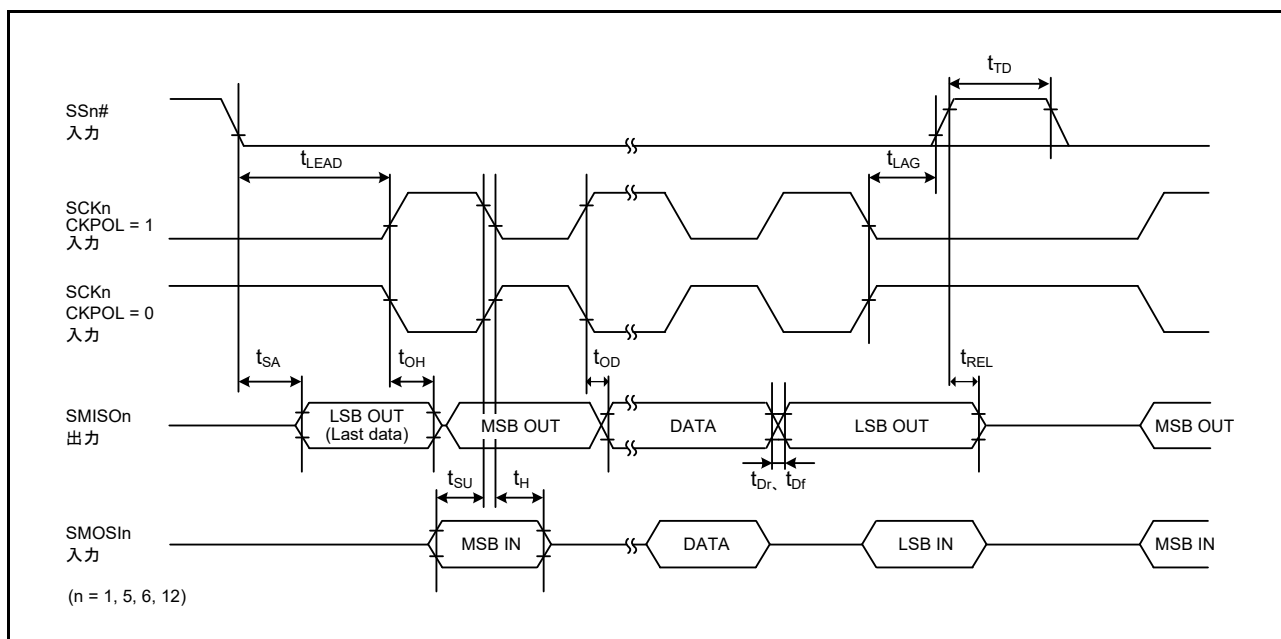 t_TD
SSn#
入力
t_LEAD
t_LAG
SCKn
CKPOL = 1
入力
SCKn
CKPOL = 0
入力
t_SA
t_OH
t_OD
t_REL
SMISOn
出力
LSB OUT
(Last data)
MSB OUT
DATA
LSB OUT
MSB OUT
t_SU
t_H
t_Dr、t_Df
SMOSIn
入力
MSB IN
DATA
LSB IN
MSB IN
(n = 1, 5, 6, 12)